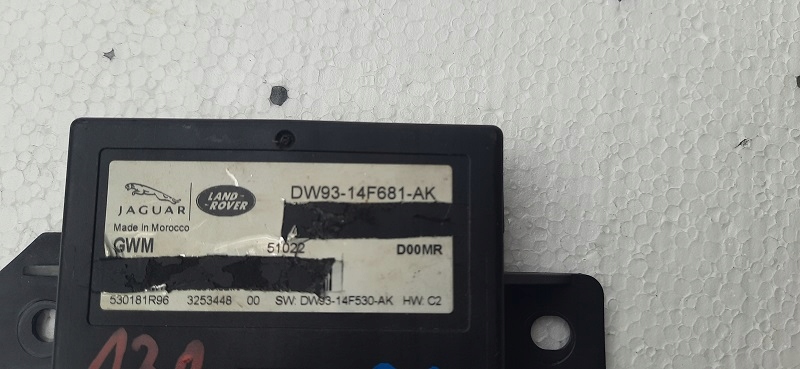 DW93-14F681-AK
JAGUAR
LAND-
ROVER
Made in Morocco
GWM 51022 D00MR
530181R96 3253448 00 SW: DW93-14F530-AK HW: C2